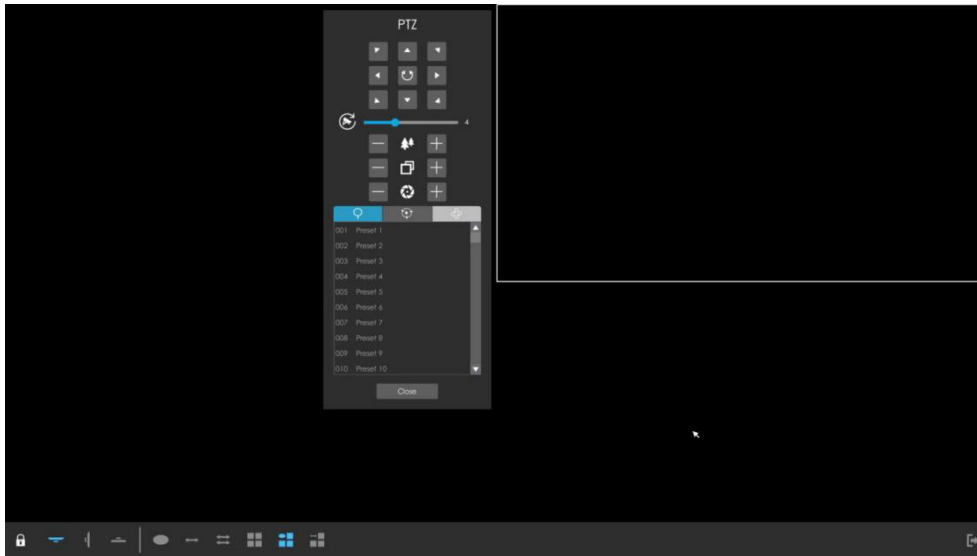 PTZ
4
001 Preset 1
002 Preset 2
003 Preset 3
004 Preset 4
005 Preset 5
006 Preset 6
007 Preset 7
008 Preset 8
009 Preset 9
010 Preset 10
Close